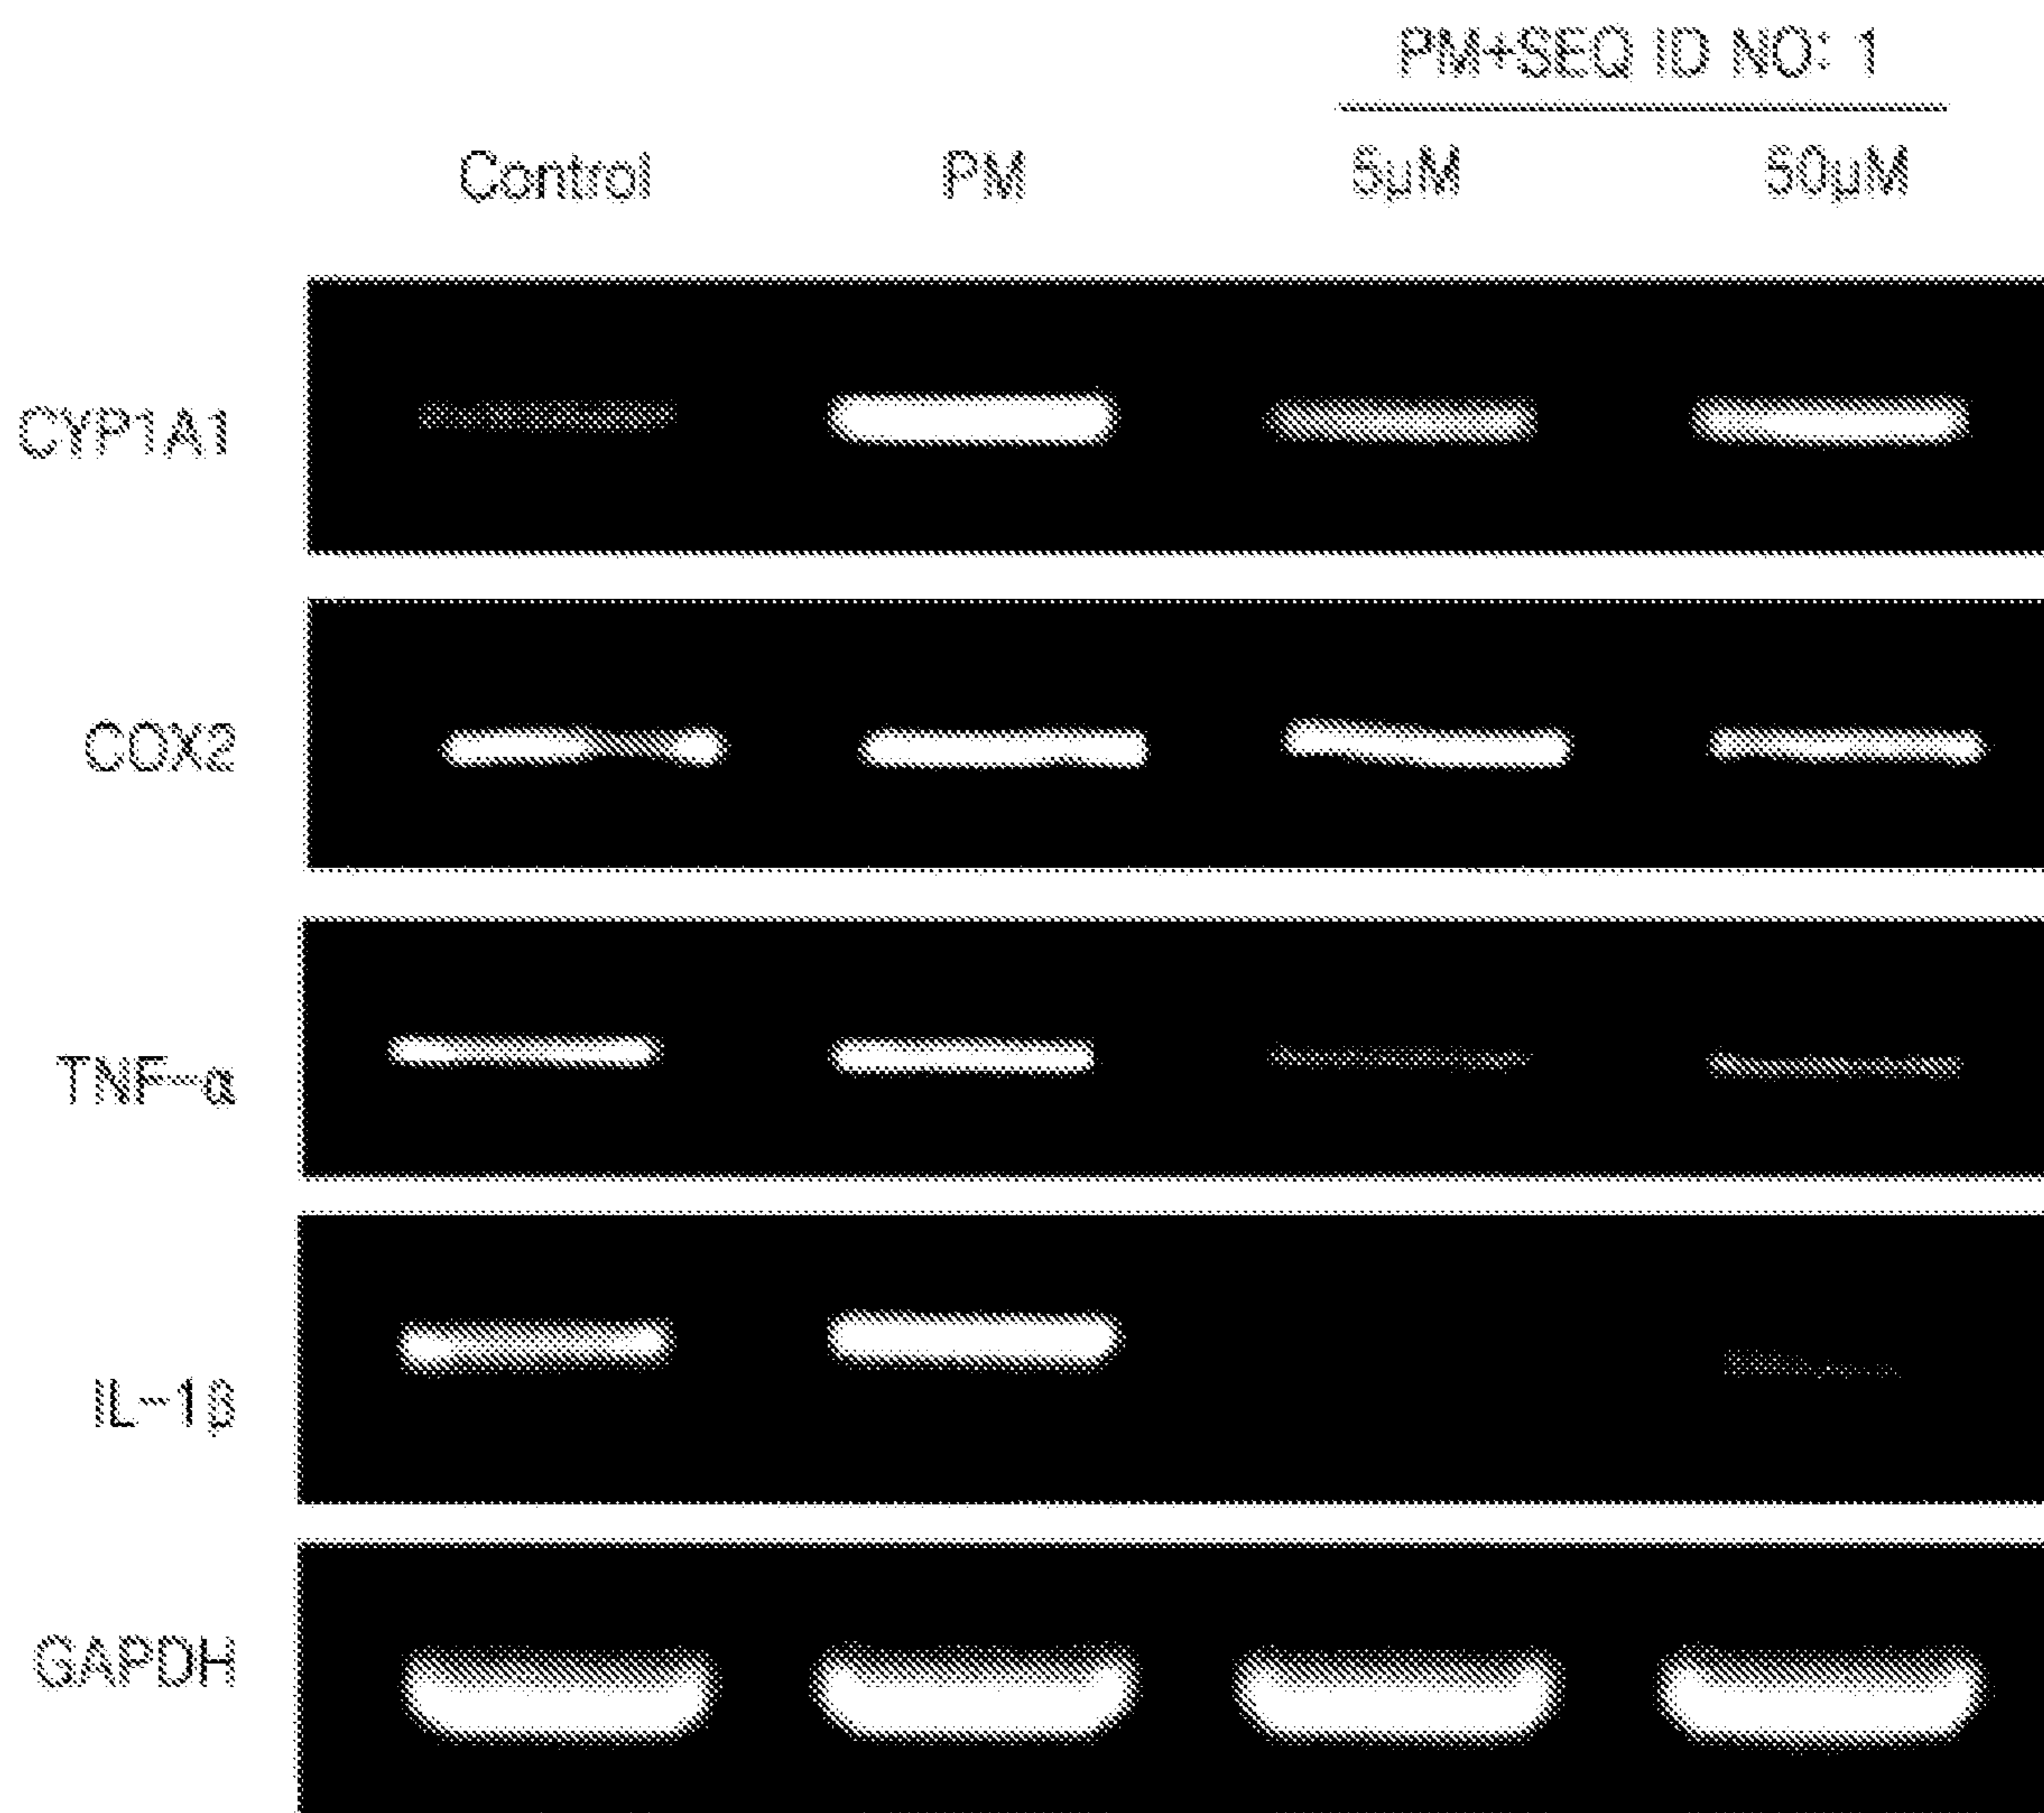 PM+SEQ ID NO: 1
Control PM 5μM 50μM
CYP1A1
COX2
TNF-α
IL-1β
GAPDH